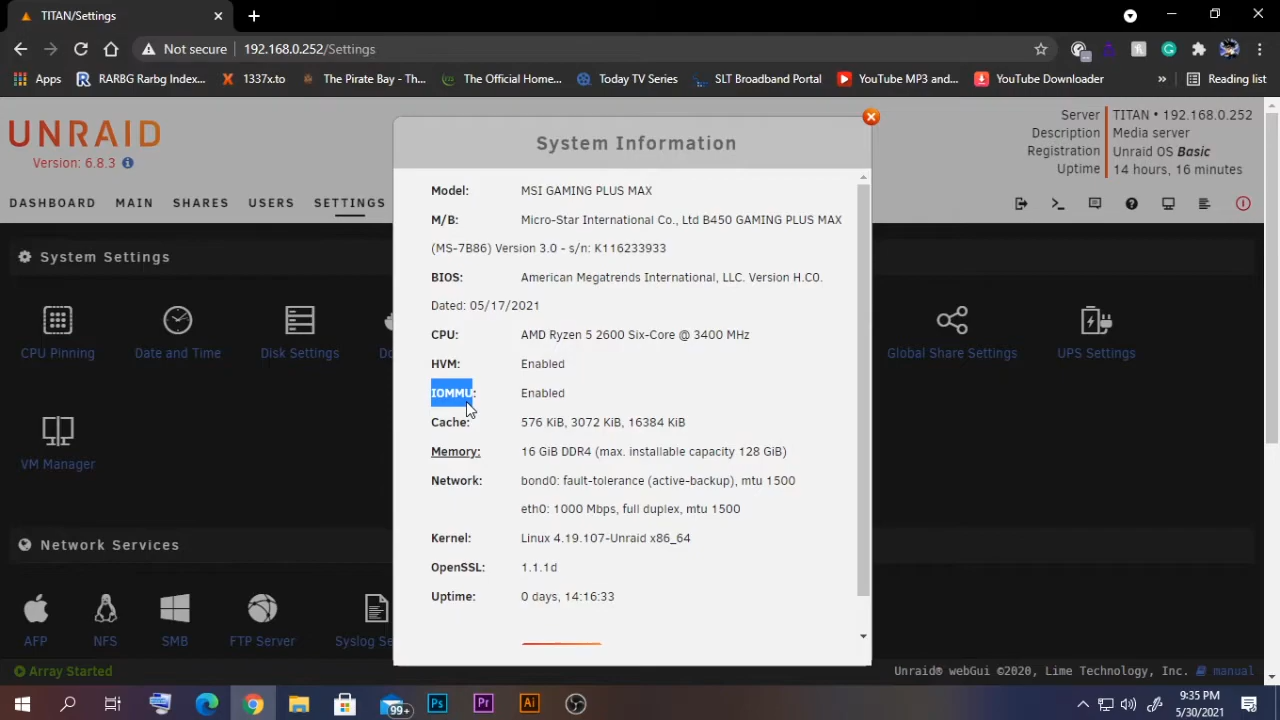 TITAN/Settings
Not secure 192.168.0.252/Settings
Apps RARBG Rarbg Index... 1337x.to The Pirate Bay - Th... The Official Home... Today TV Series SLT Broadband Portal YouTube MP3 and... YouTube Downloader » Reading list
UNRAID
Version: 6.8.3
Server TITAN • 192.168.0.252
Description Media server
Registration Unraid OS Basic
Uptime 14 hours, 16 minutes
DASHBOARD MAIN SHARES USERS SETTINGS
System Settings
CPU Pinning Date and Time Disk Settings Do Global Share Settings UPS Settings
VM Manager
Network Services
AFP NFS SMB FTP Server Syslog Se
System Information
Model: MSI GAMING PLUS MAX
M/B: Micro-Star International Co., Ltd B450 GAMING PLUS MAX
(MS-7B86) Version 3.0 - s/n: K116233933
BIOS: American Megatrends International, LLC. Version H.C0.
Dated: 05/17/2021
CPU: AMD Ryzen 5 2600 Six-Core @ 3400 MHz
HVM: Enabled
IOMMU: Enabled
Cache: 576 KiB, 3072 KiB, 16384 KiB
Memory: 16 GiB DDR4 (max. installable capacity 128 GiB)
Network: bond0: fault-tolerance (active-backup), mtu 1500
eth0: 1000 Mbps, full duplex, mtu 1500
Kernel: Linux 4.19.107-Unraid x86_64
OpenSSL: 1.1.1d
Uptime: 0 days, 14:16:33
Array Started
Unraid® webGui ©2020, Lime Technology, Inc. manual
99+
Ps
Pr
Ai
9:35 PM
5/30/2021